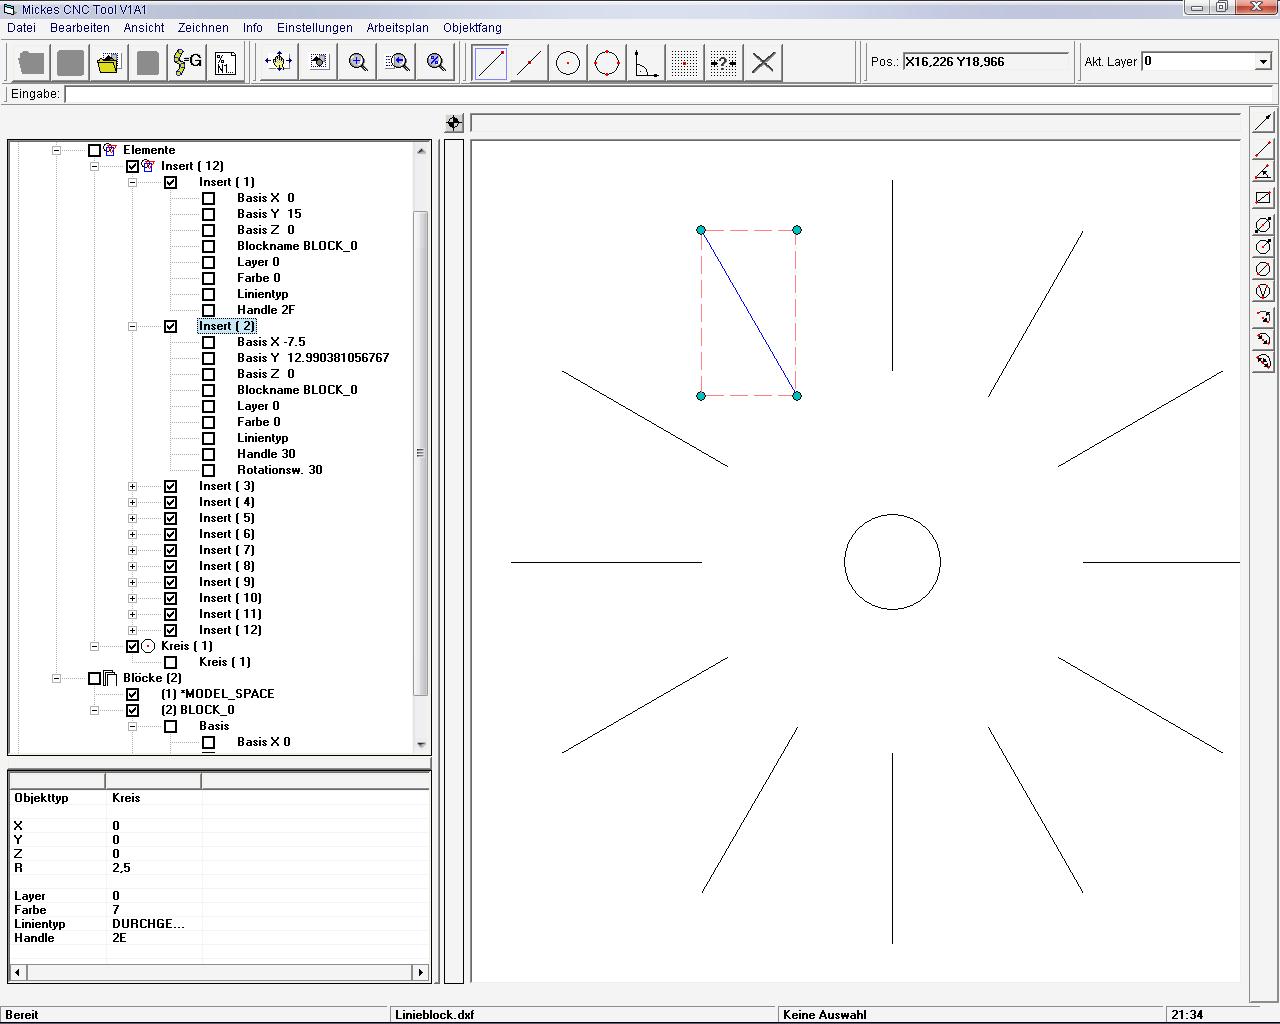 Mickes CNC Tool V1A1
Datei Bearbeiten Ansicht Zeichnen Info Einstellungen Arbeitsplan Objektfang
=G
N1..
Pos.: X16,226 Y18,966
Akt. Layer 0
Eingabe:
Elemente
Insert ( 12)
Insert ( 1)
Basis X 0
Basis Y 15
Basis Z 0
Blockname BLOCK_0
Layer 0
Farbe 0
Linientyp
Handle 2F
Insert ( 2)
Basis X -7.5
Basis Y 12.990381056767
Basis Z 0
Blockname BLOCK_0
Layer 0
Farbe 0
Linientyp
Handle 30
Rotationsw. 30
Insert ( 3)
Insert ( 4)
Insert ( 5)
Insert ( 6)
Insert ( 7)
Insert ( 8)
Insert ( 9)
Insert ( 10)
Insert ( 11)
Insert ( 12)
Kreis ( 1)
Kreis ( 1)
Blöcke (2)
(1) *MODEL_SPACE
(2) BLOCK_0
Basis
Basis X 0
Objekttyp Kreis
X 0
Y 0
Z 0
R 2,5
Layer 0
Farbe 7
Linientyp DURCHGE...
Handle 2E
Bereit Linieblock.dxf Keine Auswahl 21:34